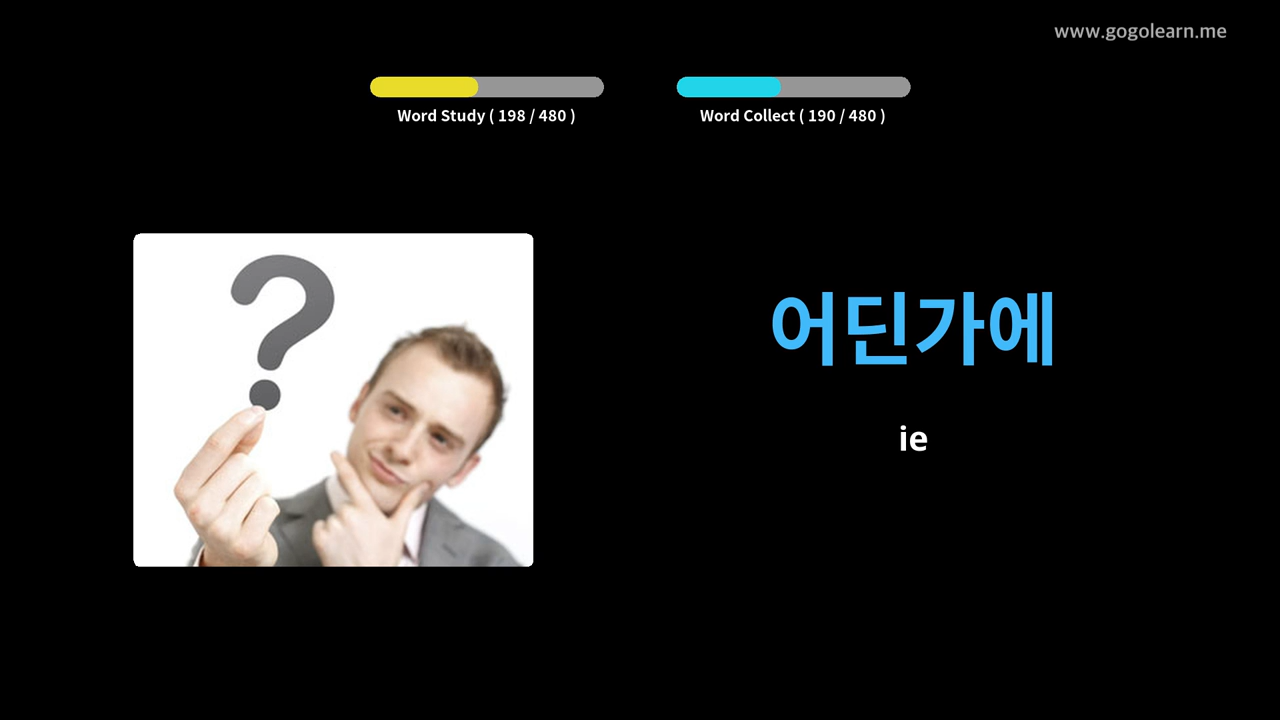 www.gogolearn.me
Word Study ( 198 / 480 )
Word Collect ( 190 / 480 )
?
어딘가에
ie